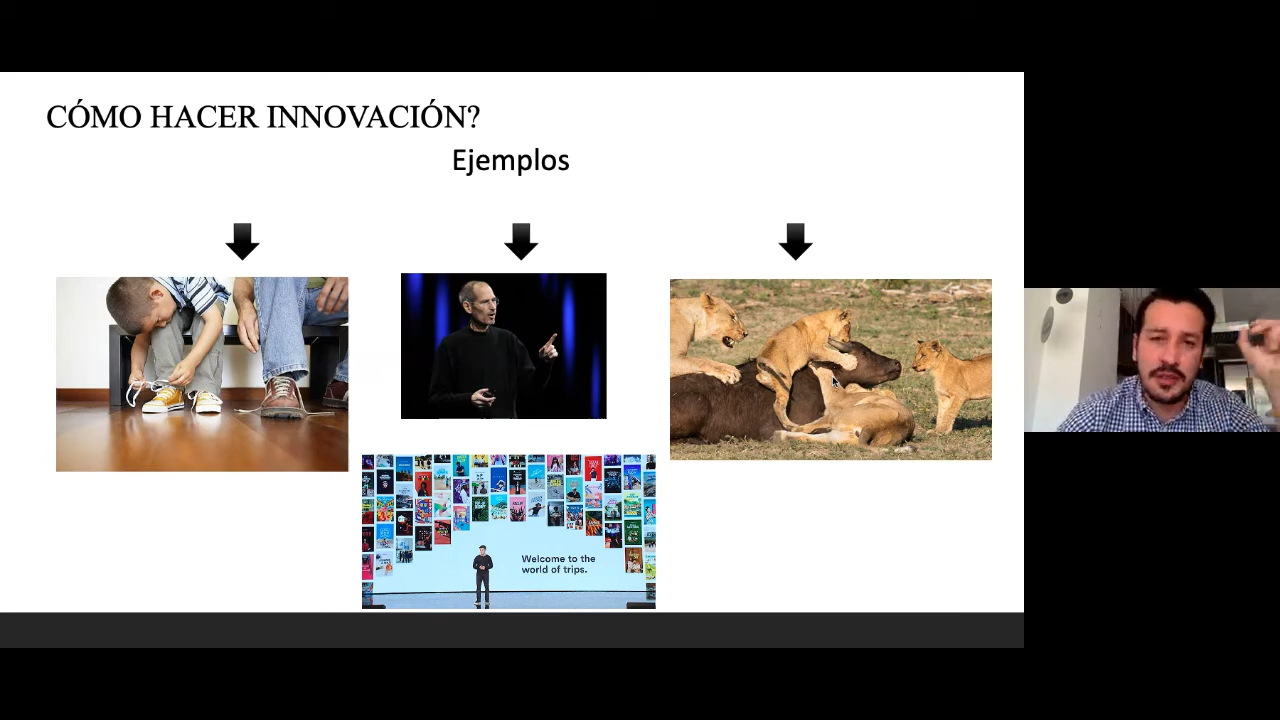 CÓMO HACER INNOVACIÓN?
Ejemplos
Welcome to the
world of trips.